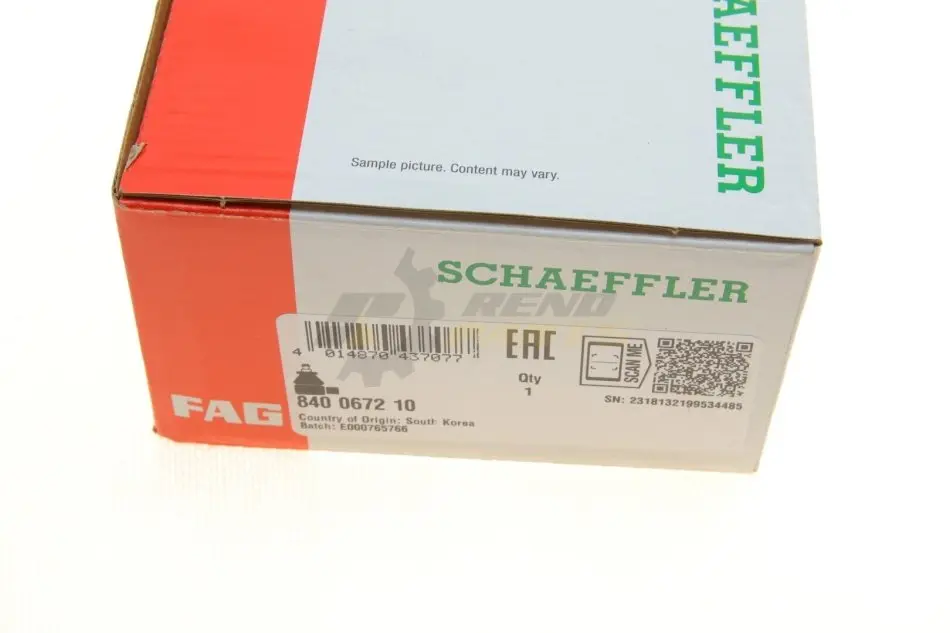 AEFFLER
Sample picture. Content may vary.
SCHAEFFLER
REND
4 014870 437077
EAC
Qty
1
SCAN ME
SN: 2318132199534485
840 0672 10
Country of Origin: South Korea
Batch: E000765766
FAG